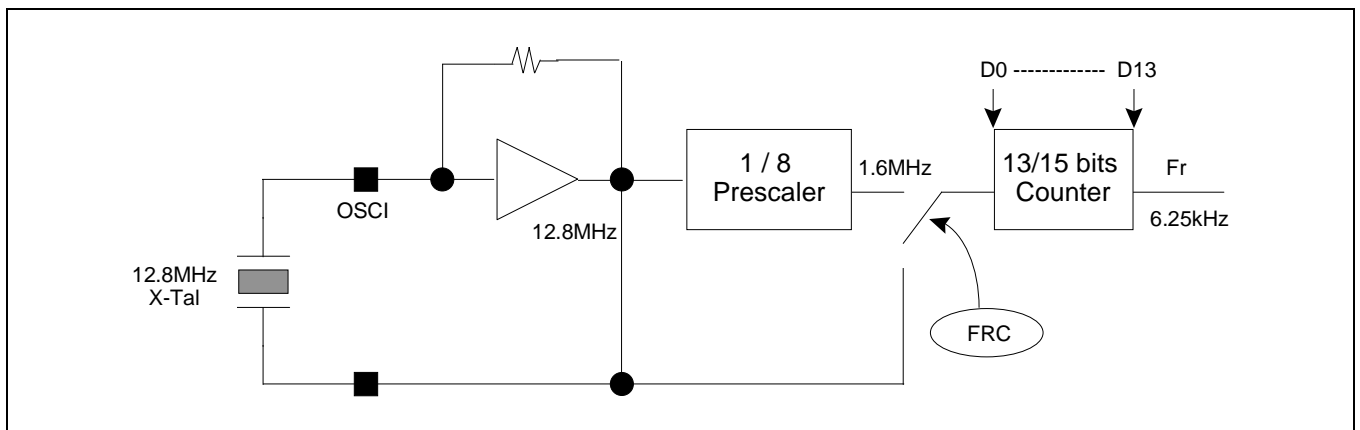 D0 ------------- D13
1 / 8
Prescaler
1.6MHz
13/15 bits
Counter
Fr
6.25kHz
OSCI
12.8MHz
12.8MHz
X-Tal
FRC